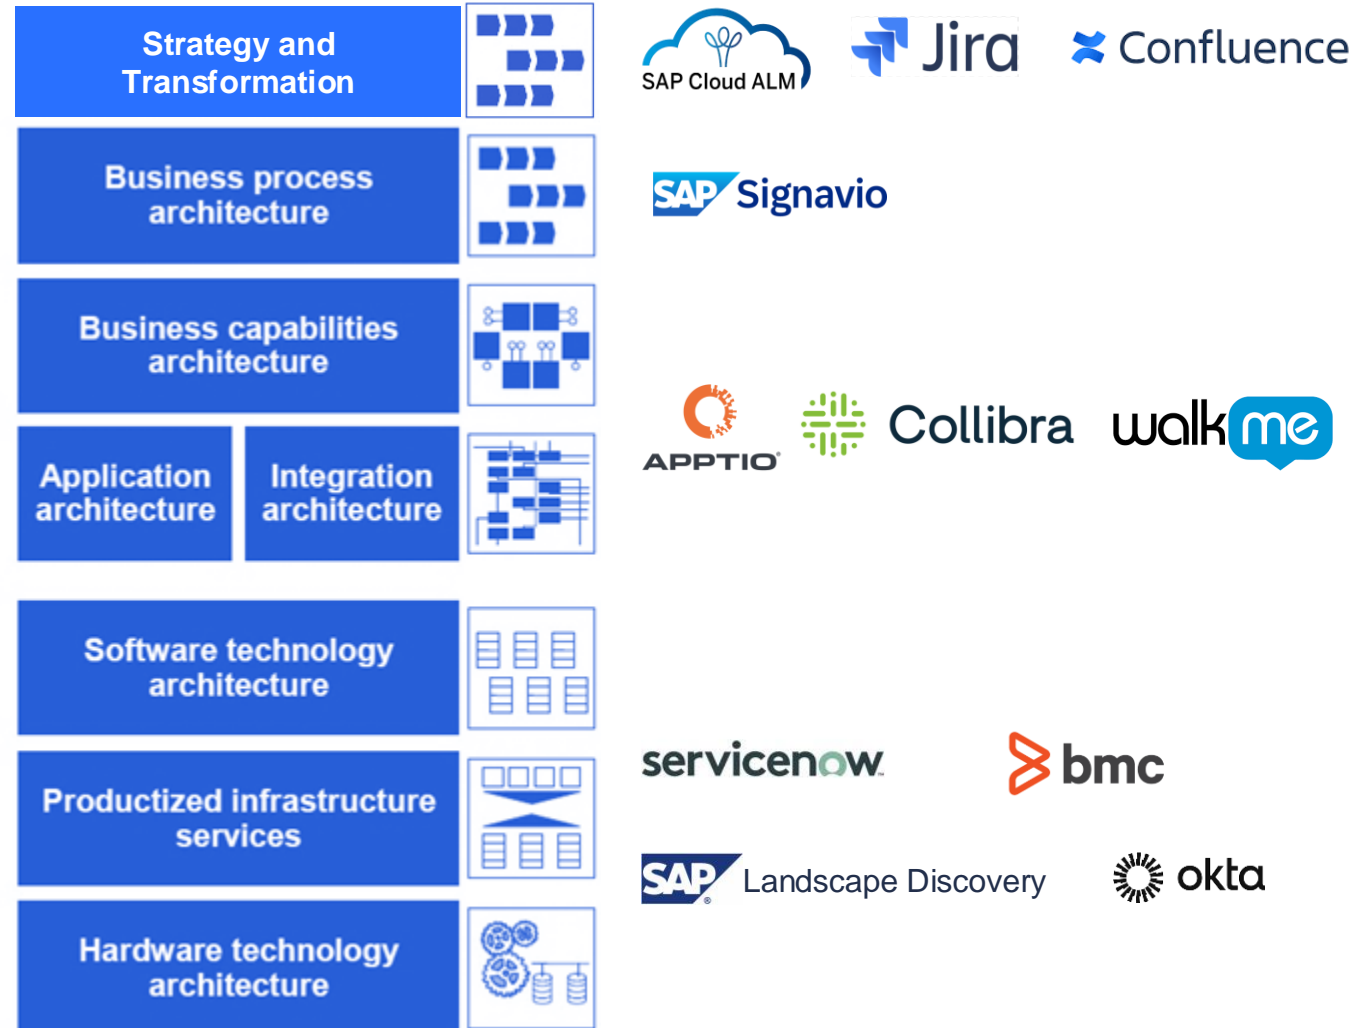 Strategy and
Transformation
SAP Cloud ALM
Jira
Confluence
Business process
architecture
SAP Signavio
Business capabilities
architecture
Application
architecture
Integration
architecture
APPTIO®
Collibra
walkme
Software technology
architecture
Productized infrastructure
services
servicenow™
bmc
SAP® Landscape Discovery
okta
Hardware technology
architecture